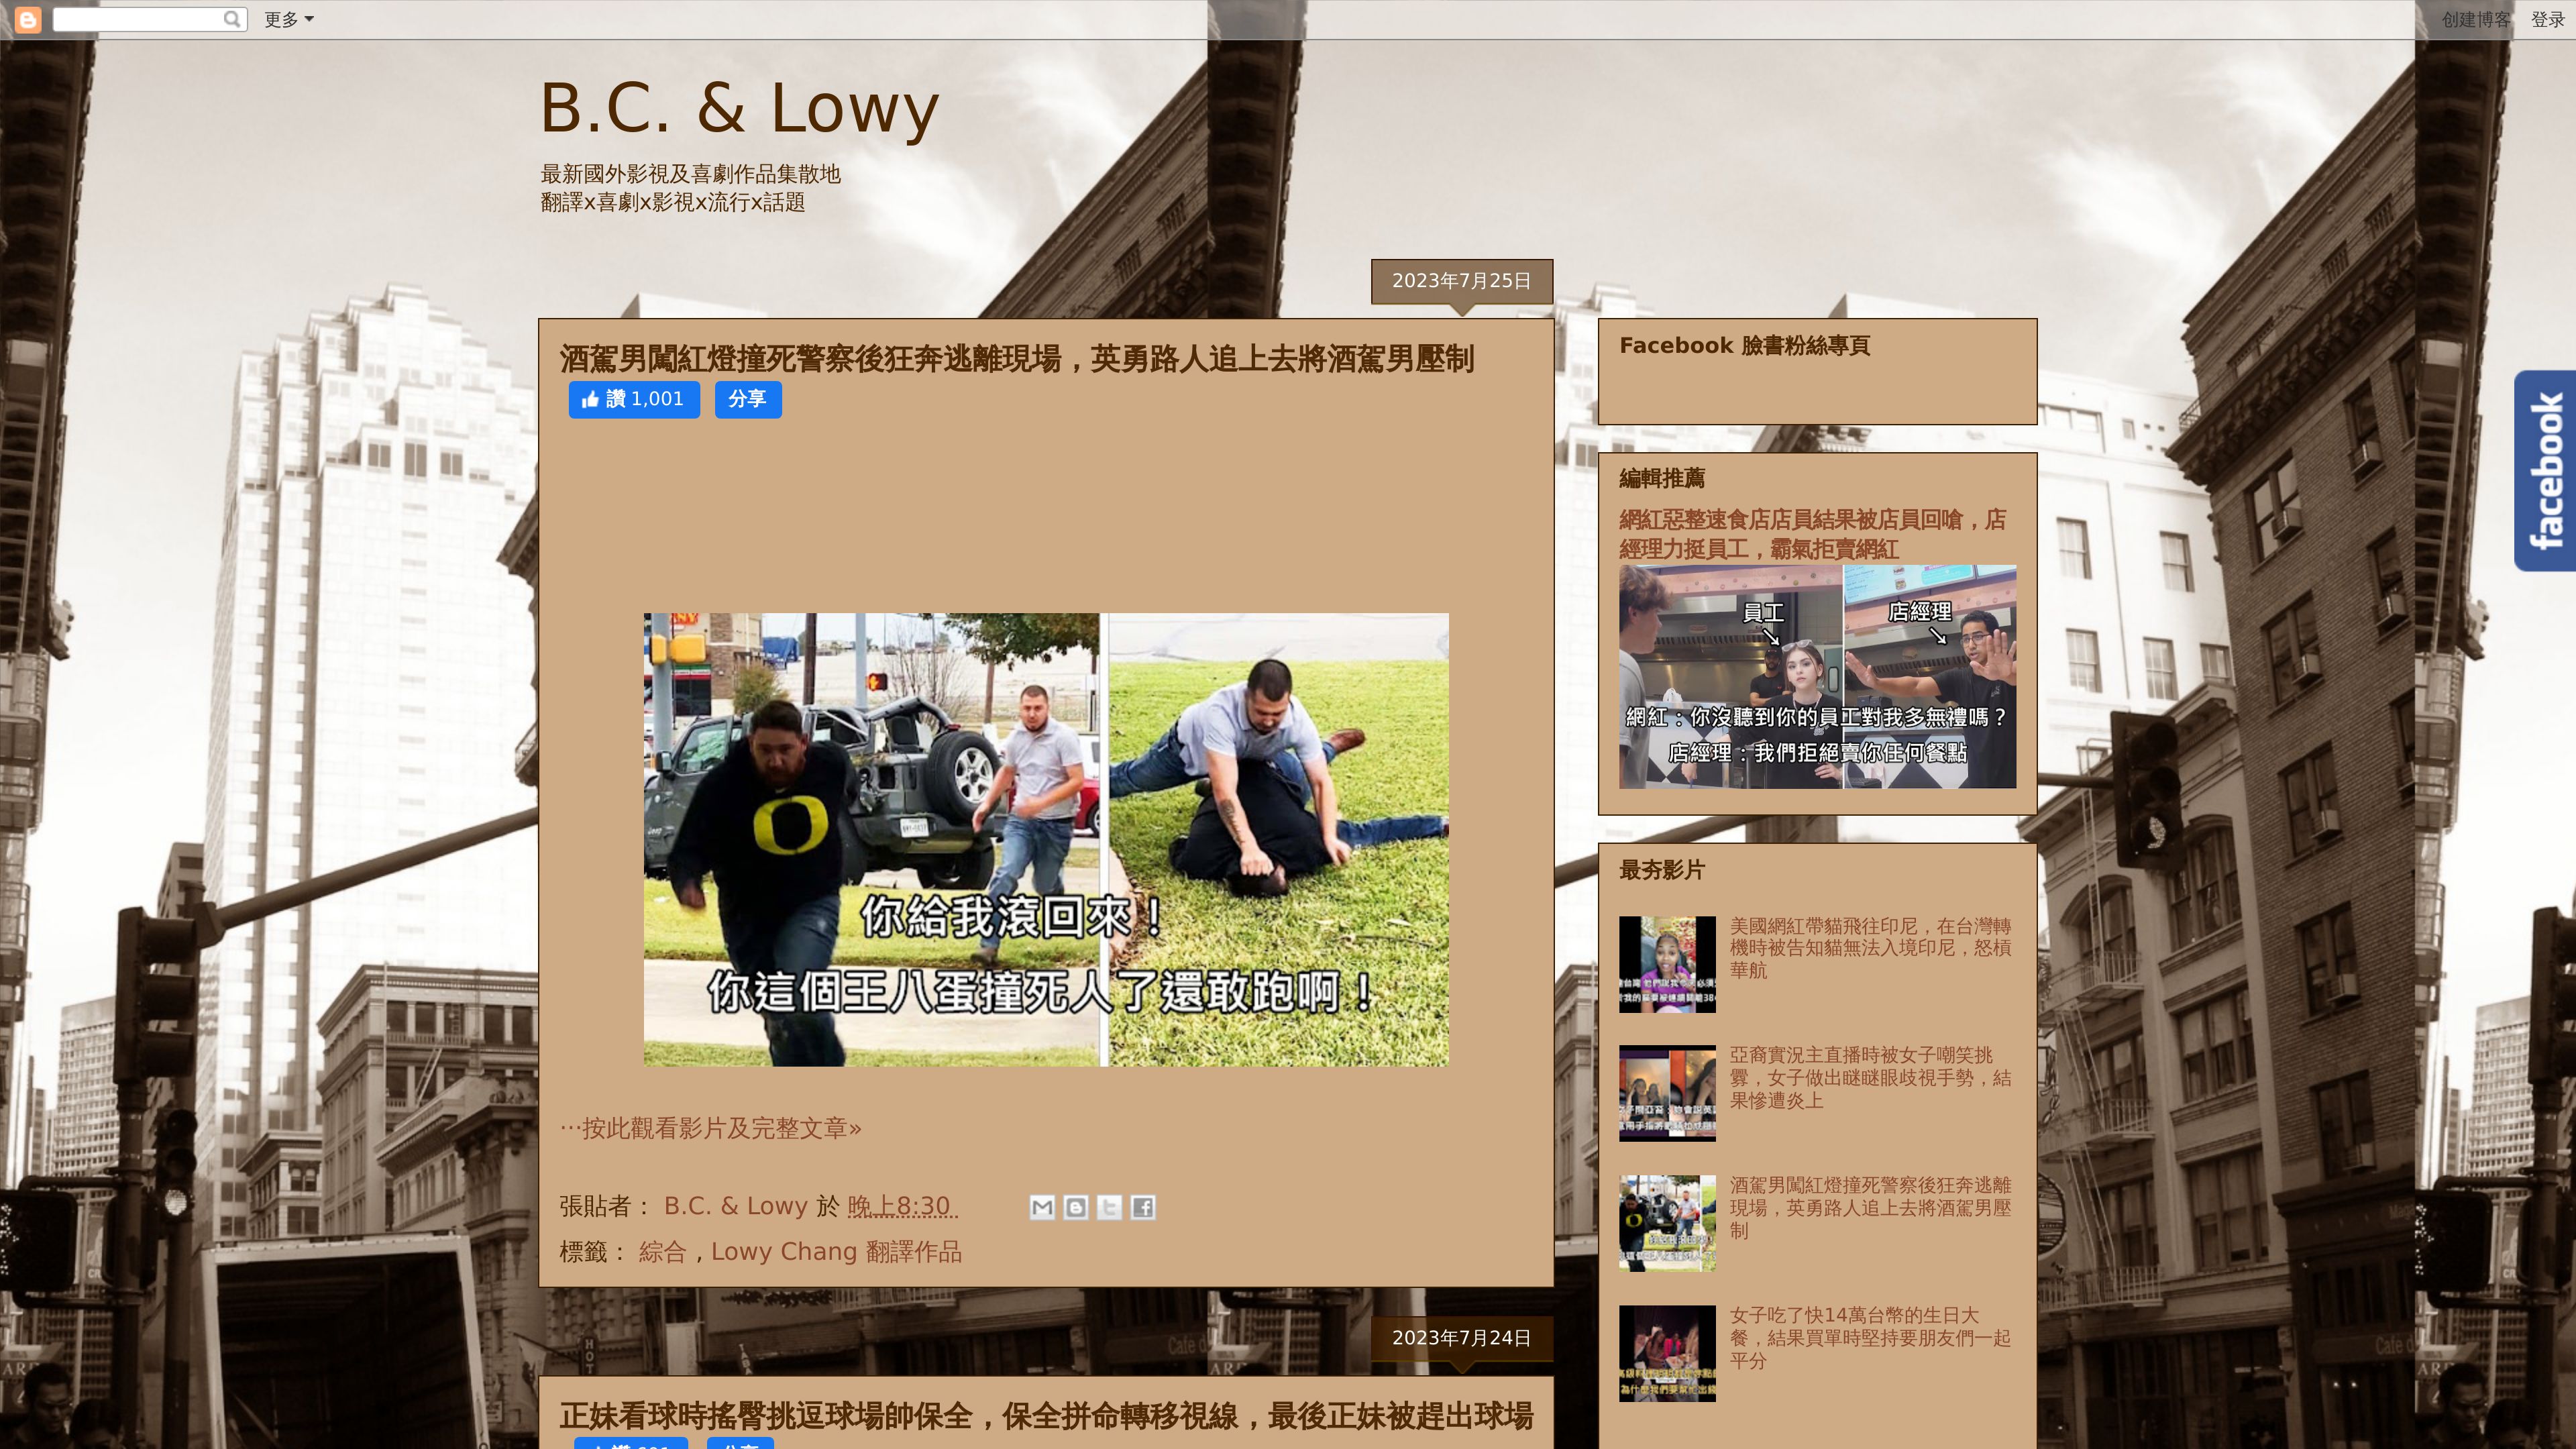 更多
创建博客 登录
B.C. & Lowy
最新國外影視及喜劇作品集散地
翻譯x喜劇x影視x流行x話題
2023年7月25日
酒駕男闖紅燈撞死警察後狂奔逃離現場，英勇路人追上去將酒駕男壓制
讚 1,001 分享
你給我滾回來！
你這個王八蛋撞死人了還敢跑啊！
…按此觀看影片及完整文章»
張貼者： B.C. & Lowy 於 晚上8:30
標籤： 綜合 , Lowy Chang 翻譯作品
2023年7月24日
正妹看球時搖臀挑逗球場帥保全，保全拼命轉移視線，最後正妹被趕出球場
Facebook 臉書粉絲專頁
編輯推薦
網紅惡整速食店店員結果被店員回嗆，店
經理力挺員工，霸氣拒賣網紅
員工
店經理
網紅：你沒聽到你的員工對我多無禮嗎？
店經理：我們拒絕賣你任何餐點
最夯影片
美國網紅帶貓飛往印尼，在台灣轉
機時被告知貓無法入境印尼，怒槓
華航
亞裔實況主直播時被女子嘲笑挑
釁，女子做出瞇瞇眼歧視手勢，結
果慘遭炎上
酒駕男闖紅燈撞死警察後狂奔逃離
現場，英勇路人追上去將酒駕男壓
制
女子吃了快14萬台幣的生日大
餐，結果買單時堅持要朋友們一起
平分
facebook